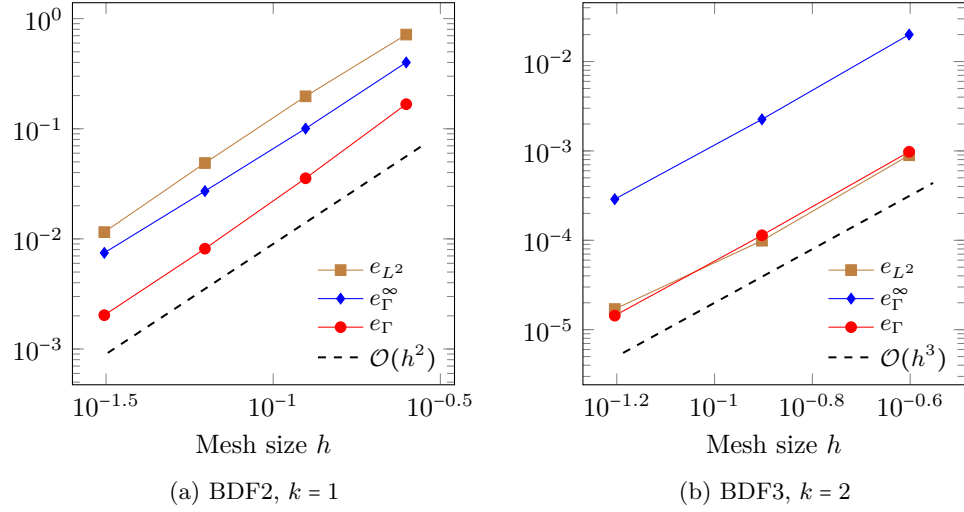 10^0
10^{-1}
10^{-2}
10^{-3}
e_{L^2}
e_Γ^∞
e_Γ
𝒪(h^2)
10^{-1.5}
10^{-1}
10^{-0.5}
Mesh size h
(a) BDF2, k = 1
10^{-2}
10^{-3}
10^{-4}
10^{-5}
e_{L^2}
e_Γ^∞
e_Γ
𝒪(h^3)
10^{-1.2}
10^{-1}
10^{-0.8}
10^{-0.6}
Mesh size h
(b) BDF3, k = 2